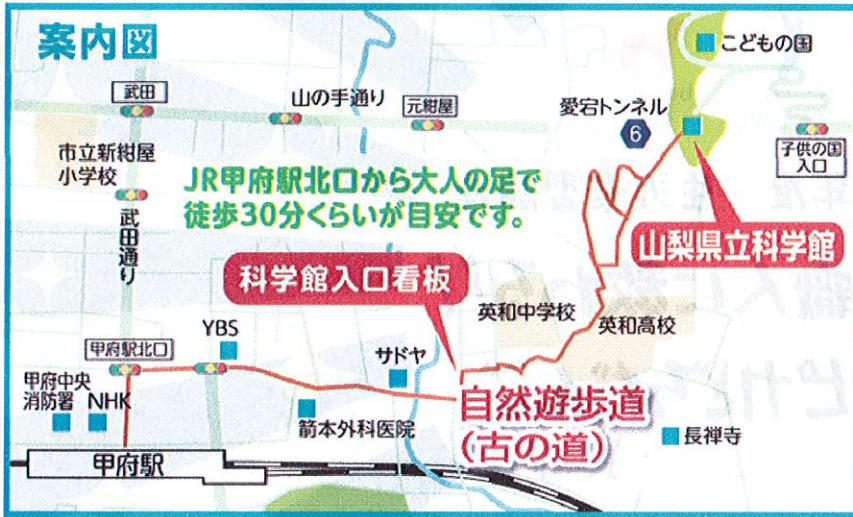 案内図
こどもの国
武田
山の手通り
元紺屋
愛宕トンネル
6
子供の国
入口
市立新紺屋
小学校
JR甲府駅北口から大人の足で
徒歩30分くらいが目安です。
武田通り
山梨県立科学館
科学館入口看板
英和中学校
英和高校
YBS
甲府駅北口
サドヤ
甲府中央
消防署
NHK
箭本外科医院
自然遊歩道
(古の道)
長禅寺
甲府駅